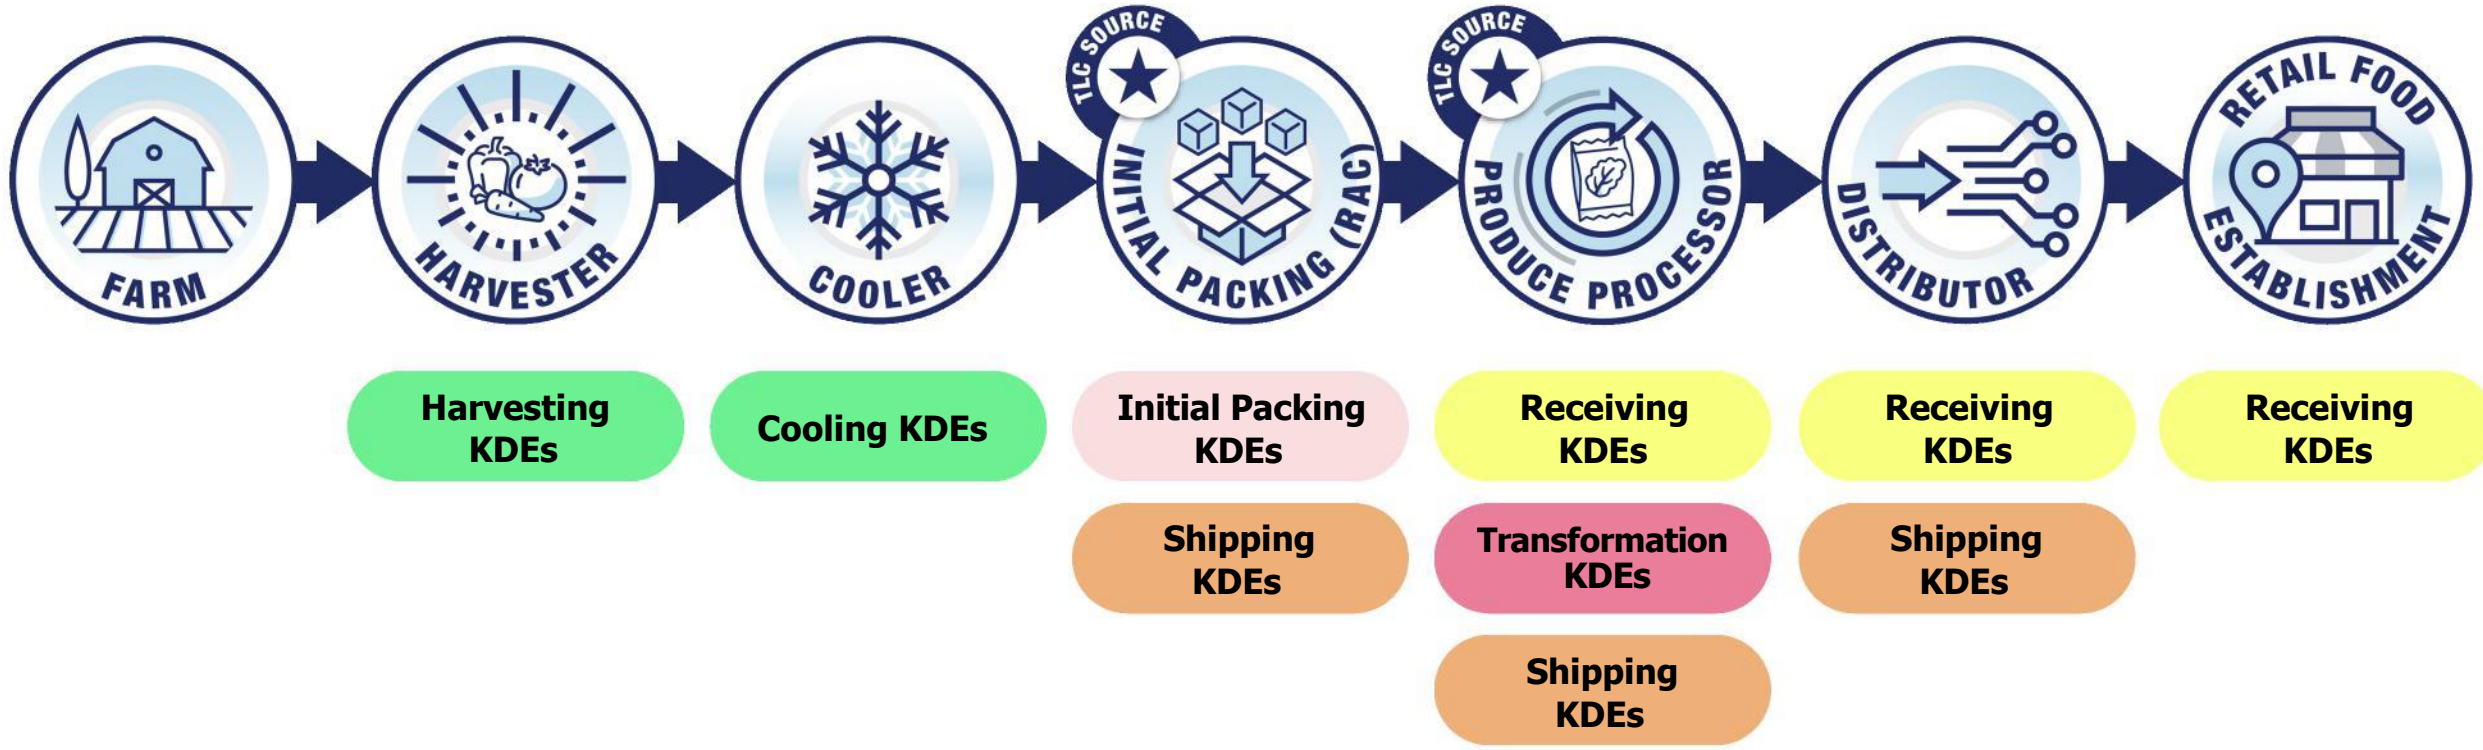 FARM
HARVESTER
COOLER
TLC SOURCE
INITIAL PACKING (RAC)
TLC SOURCE
PRODUCE PROCESSOR
DISTRIBUTOR
RETAIL FOOD
ESTABLISHMENT
Harvesting
KDEs
Cooling KDEs
Initial Packing
KDEs
Receiving
KDEs
Receiving
KDEs
Receiving
KDEs
Shipping
KDEs
Transformation
KDEs
Shipping
KDEs
Shipping
KDEs